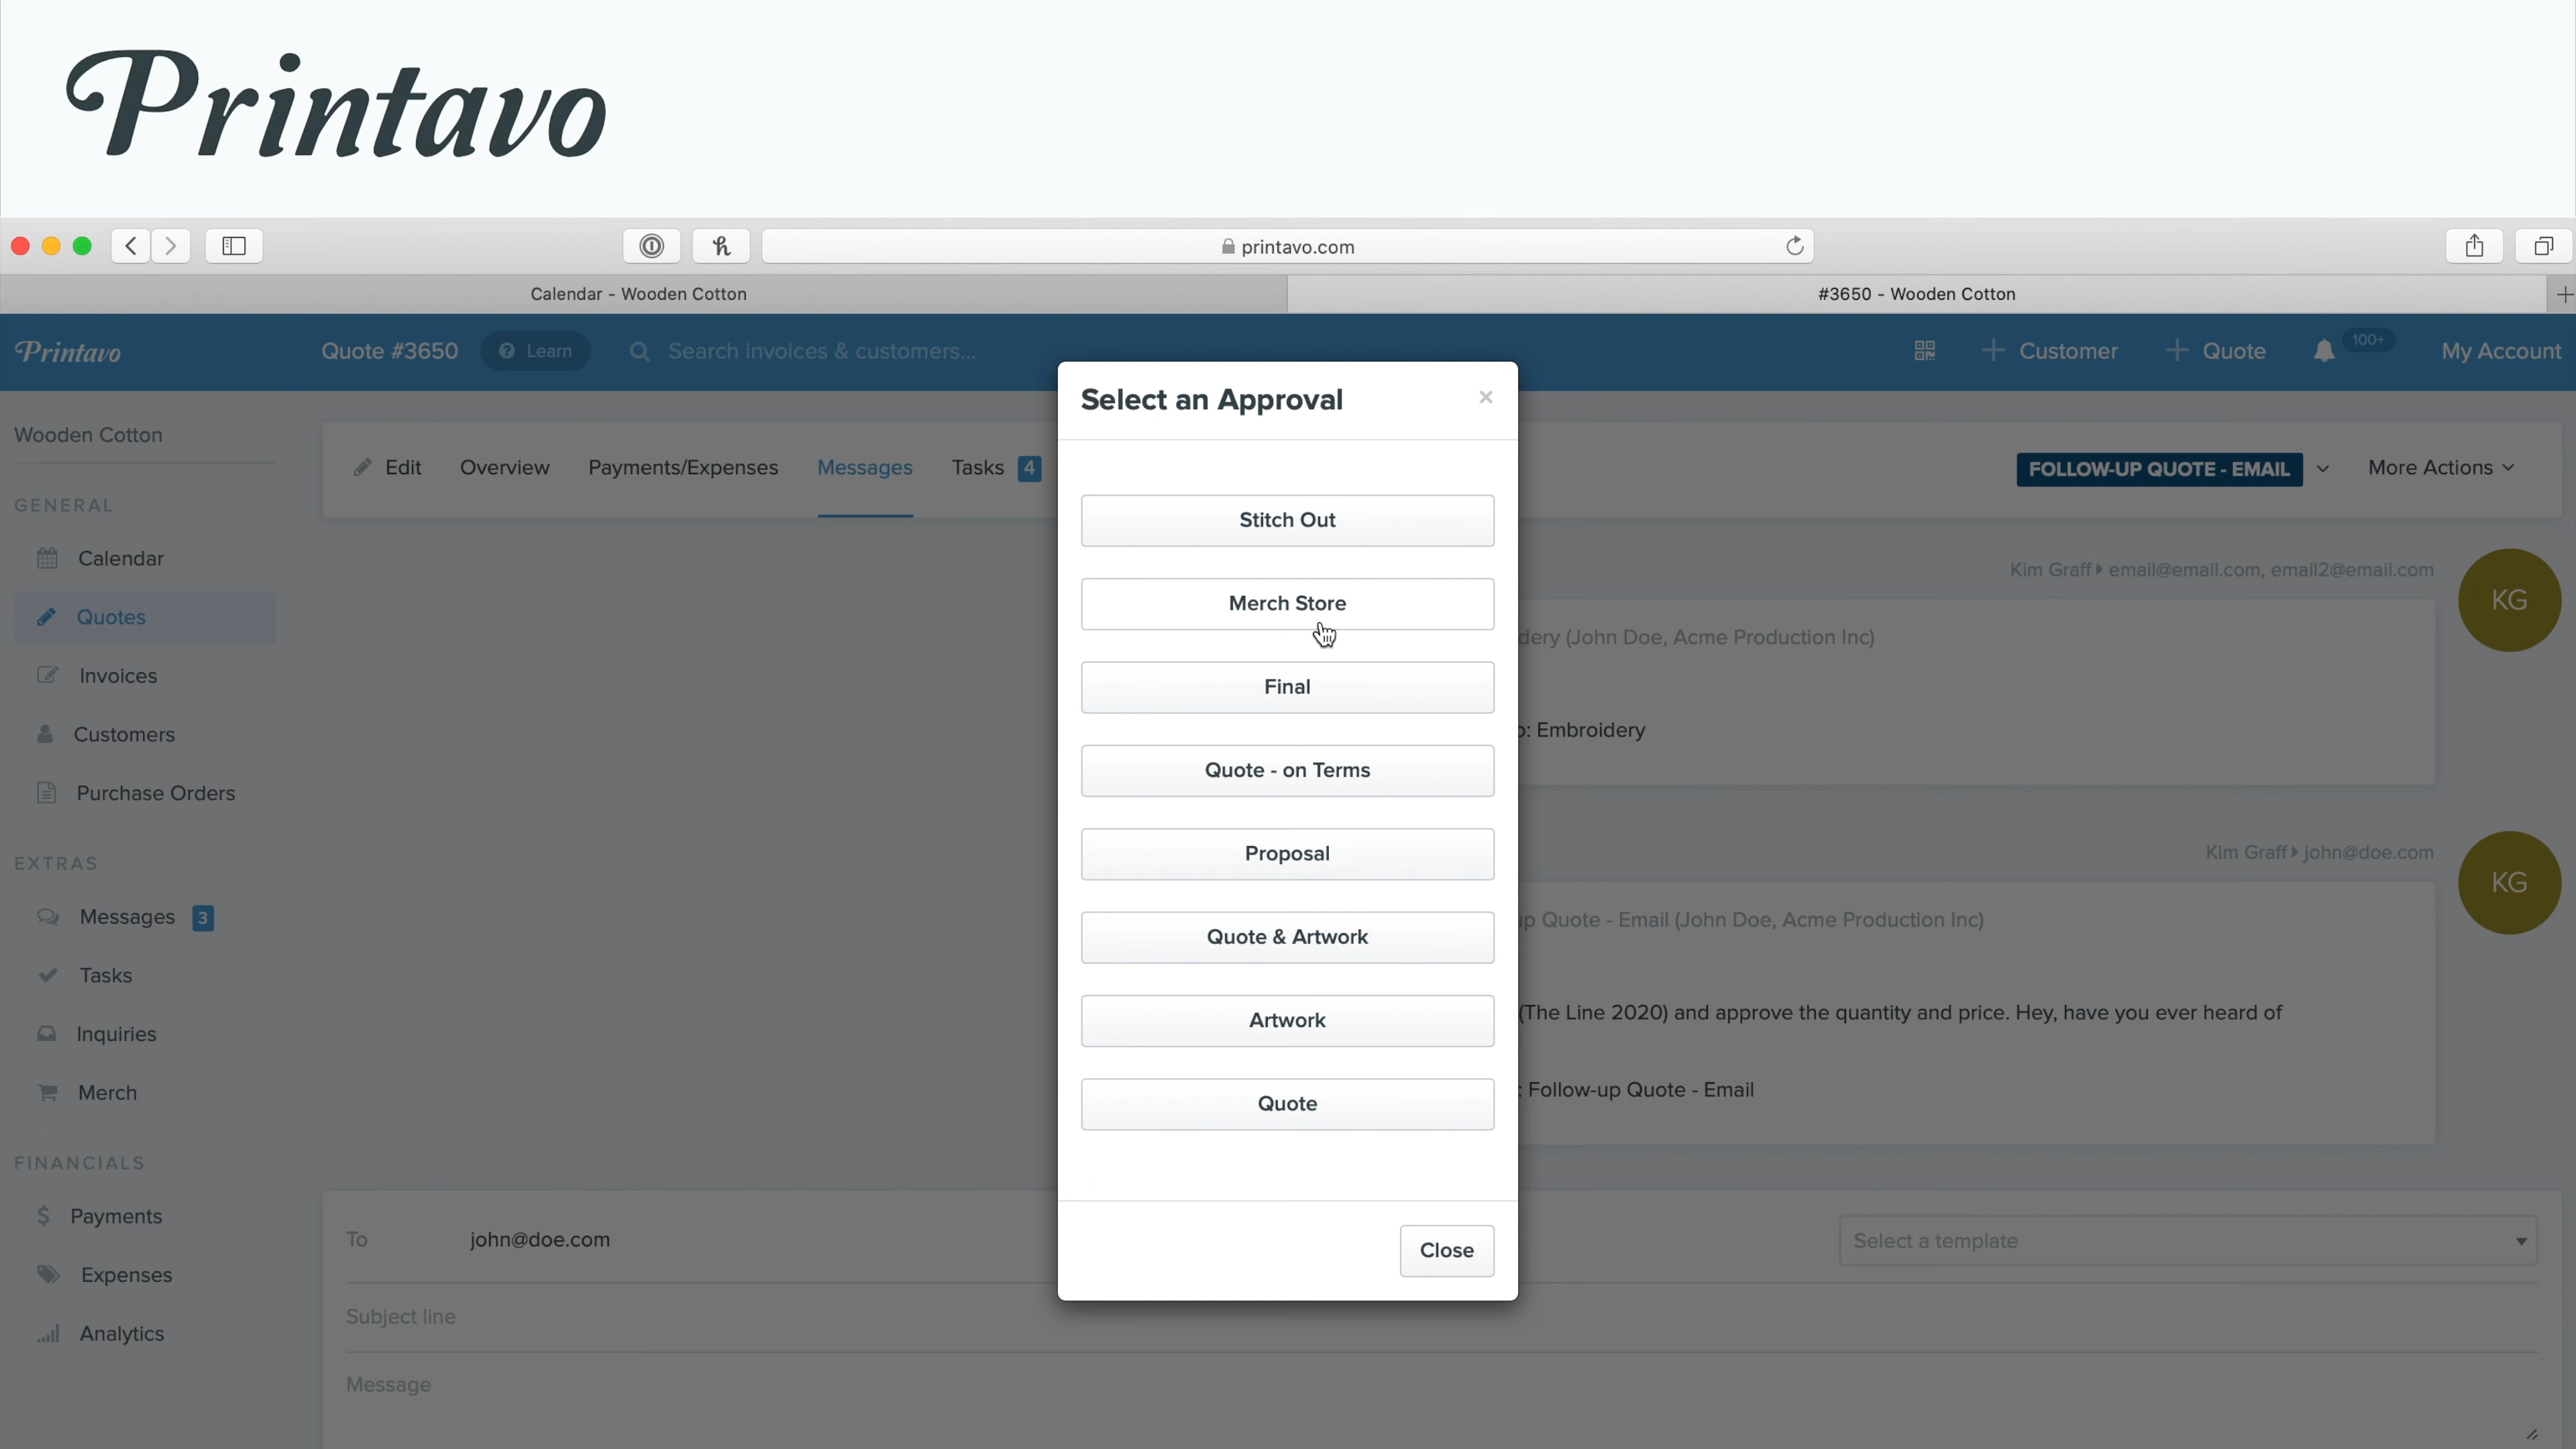 Printavo
printavo.com
Calendar - Wooden Cotton
#3650 - Wooden Cotton
Printavo
Quote #3650
Learn
Search invoices & customers...
Customer
Quote
100+
My Account
Wooden Cotton
GENERAL
Calendar
Quotes
Invoices
Customers
Purchase Orders
EXTRAS
Messages 3
Tasks
Inquiries
Merch
FINANCIALS
Payments
Expenses
Analytics
Edit
Overview
Payments/Expenses
Messages
Tasks 4
FOLLOW-UP QUOTE - EMAIL
More Actions
Select an Approval
×
Stitch Out
Merch Store
Final
Quote - on Terms
Proposal
Quote & Artwork
Artwork
Quote
Close
Kim Graff email@email.com, email2@email.com
KG
dery (John Doe, Acme Production Inc)
o: Embroidery
Kim Graff john@doe.com
KG
up Quote - Email (John Doe, Acme Production Inc)
(The Line 2020) and approve the quantity and price. Hey, have you ever heard of
: Follow-up Quote - Email
To
john@doe.com
Select a template
Subject line
Message